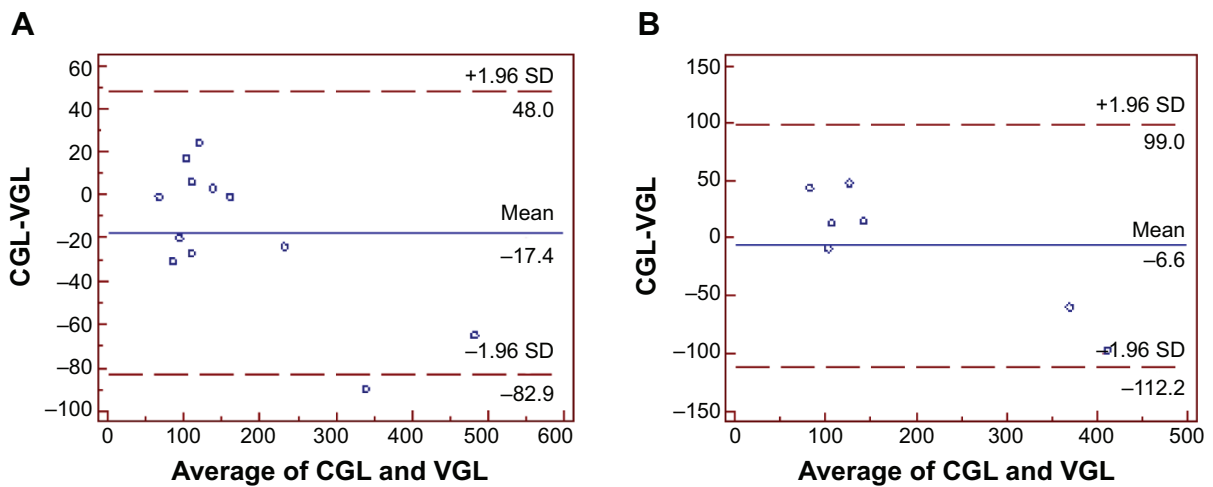 A
60
40
20
0
−20
−40
−60
−80
−100
CGL-VGL
+1.96 SD
48.0
Mean
−17.4
−1.96 SD
−82.9
0 100 200 300 400 500 600
Average of CGL and VGL
B
150
100
50
0
−50
−100
−150
CGL-VGL
+1.96 SD
99.0
Mean
−6.6
−1.96 SD
−112.2
0 100 200 300 400 500
Average of CGL and VGL